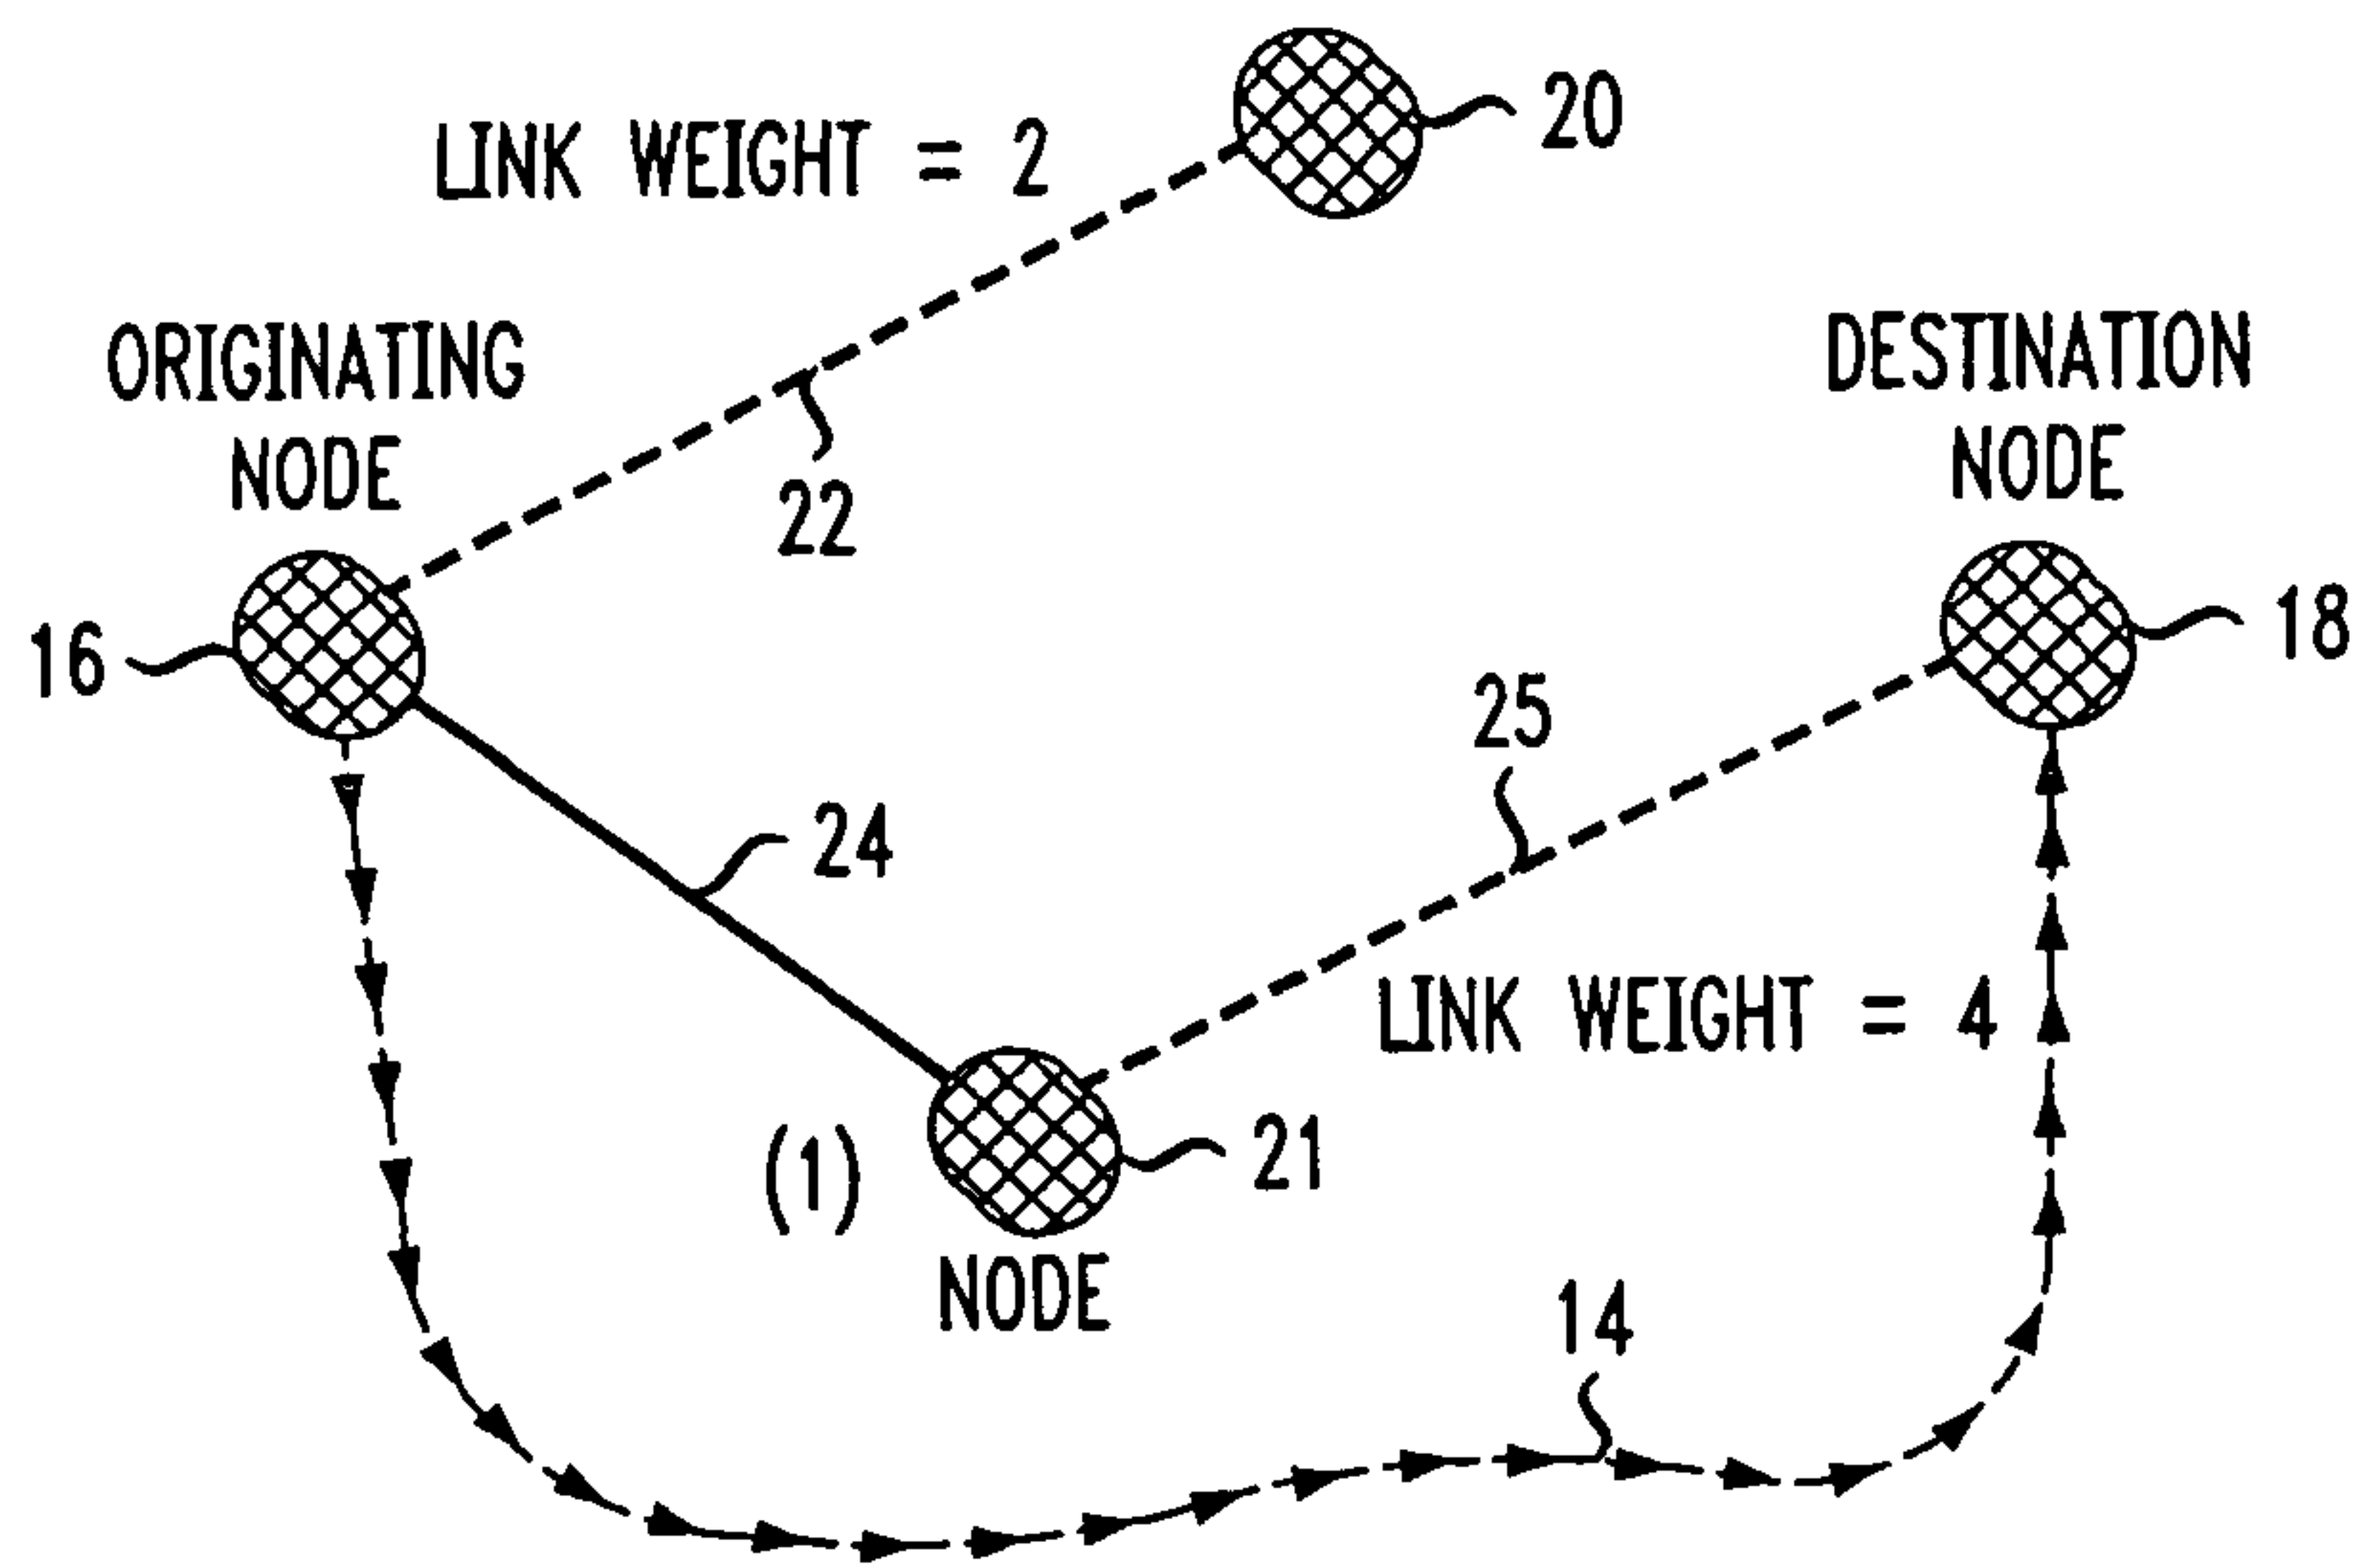 20
LINK WEIGHT = 2
ORIGINATING
NODE
DESTINATION
NODE
22
16
18
25
24
LINK WEIGHT = 4
(1)
21
NODE
14